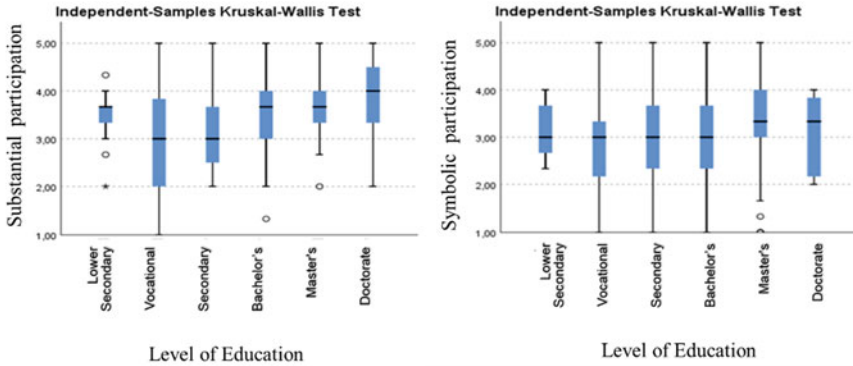 Independent-Samples Kruskal-Wallis Test
Substantial participation
5,00
4,00
3,00
2,00
1,00
Lower
Secondary
Vocational
Secondary
Bachelor's
Master's
Doctorate
Level of Education
Independent-Samples Kruskal-Wallis Test
Symbolic participation
5,00
4,00
3,00
2,00
1,00
Lower
Secondary
Vocational
Secondary
Bachelor's
Master's
Doctorate
Level of Education